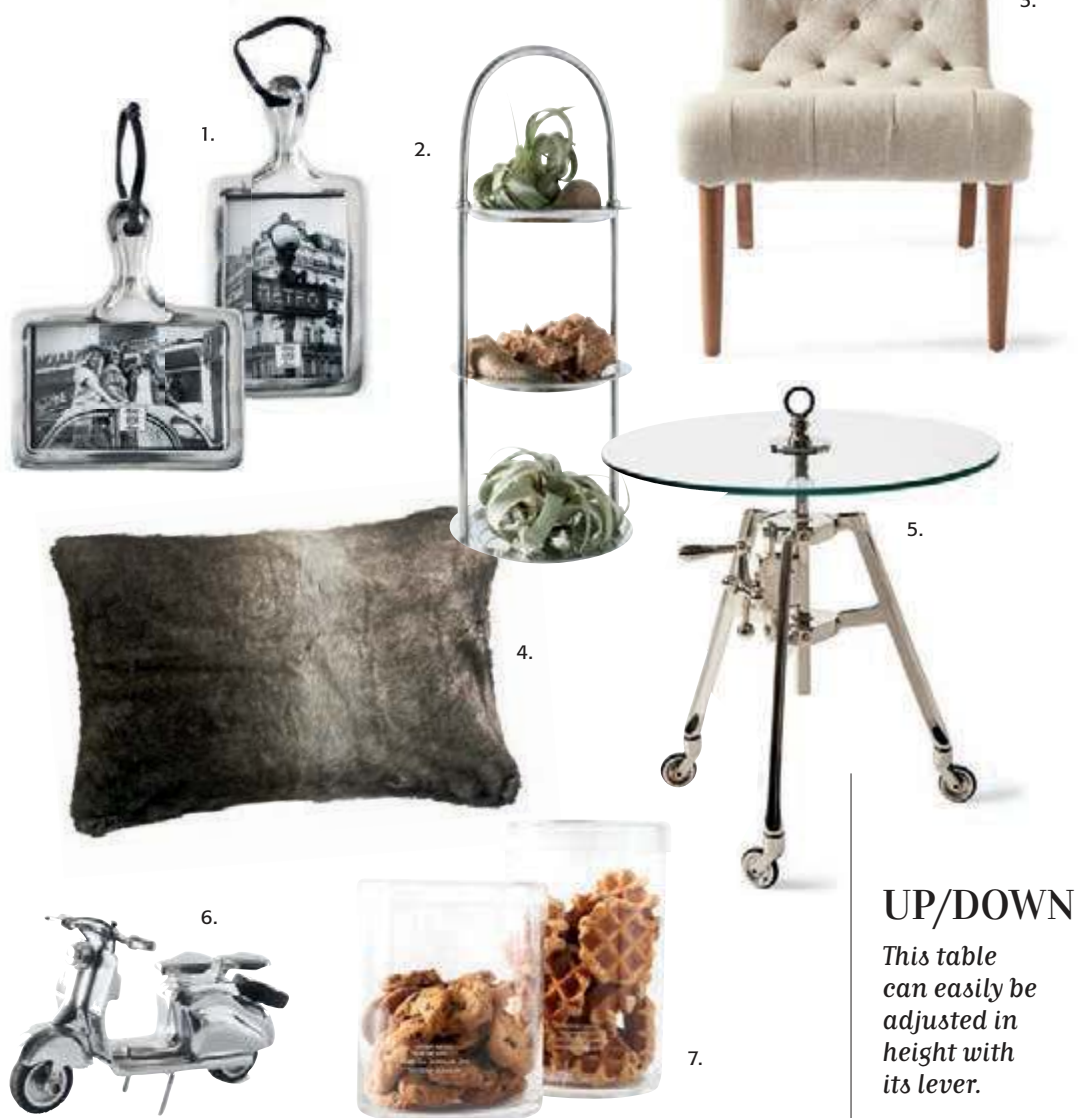 3.
1.
2.
METRO
5.
4.
UP/DOWN
This table
can easily be
adjusted in
height with
its lever.
6.
7.